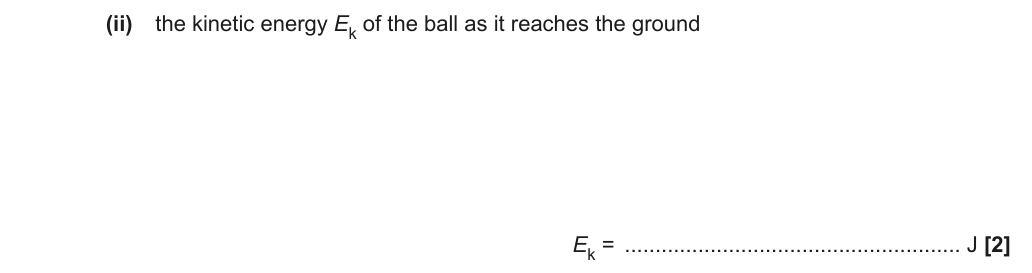 (ii) the kinetic energy Ek of the ball as it reaches the ground
Ek = ...................................................... J [2]